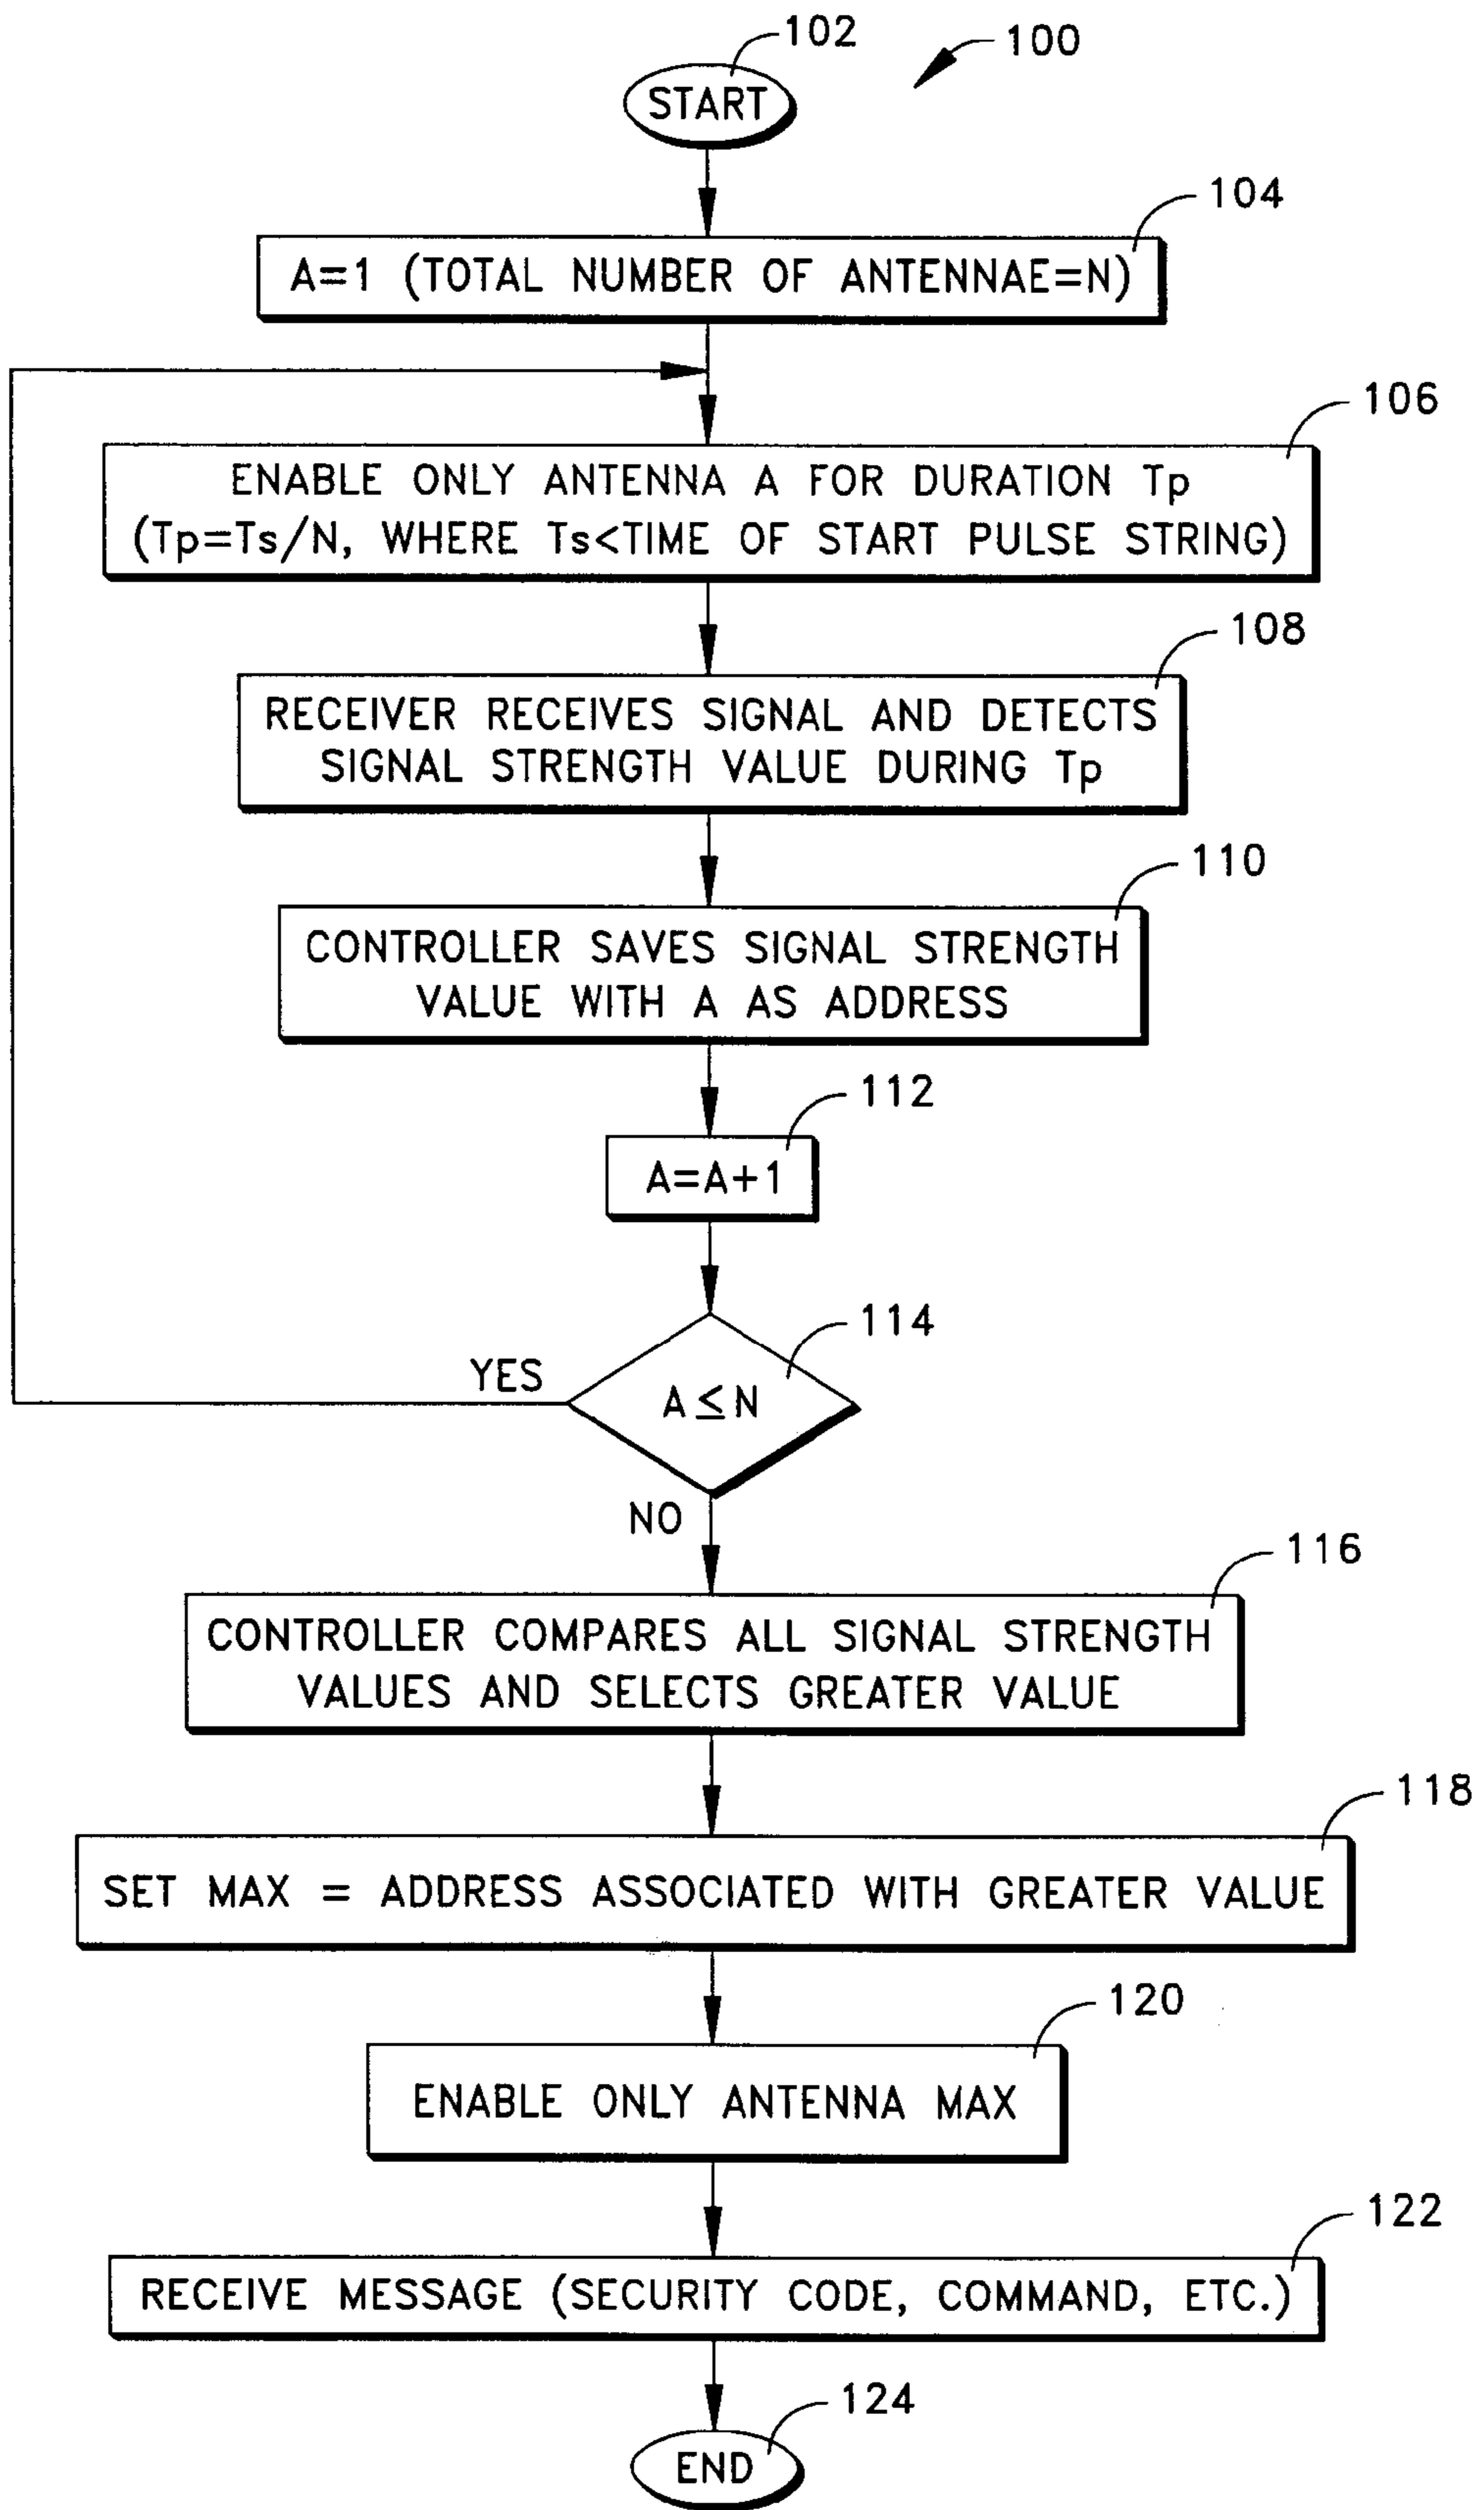 102
100
START
104
A=1 (TOTAL NUMBER OF ANTENNAE=N)
106
ENABLE ONLY ANTENNA A FOR DURATION Tp
(Tp=Ts/N, WHERE Ts<TIME OF START PULSE STRING)
108
RECEIVER RECEIVES SIGNAL AND DETECTS
SIGNAL STRENGTH VALUE DURING Tp
110
CONTROLLER SAVES SIGNAL STRENGTH
VALUE WITH A AS ADDRESS
112
A=A+1
114
YES
A≤N
NO
116
CONTROLLER COMPARES ALL SIGNAL STRENGTH
VALUES AND SELECTS GREATER VALUE
118
SET MAX = ADDRESS ASSOCIATED WITH GREATER VALUE
120
ENABLE ONLY ANTENNA MAX
122
RECEIVE MESSAGE (SECURITY CODE, COMMAND, ETC.)
124
END